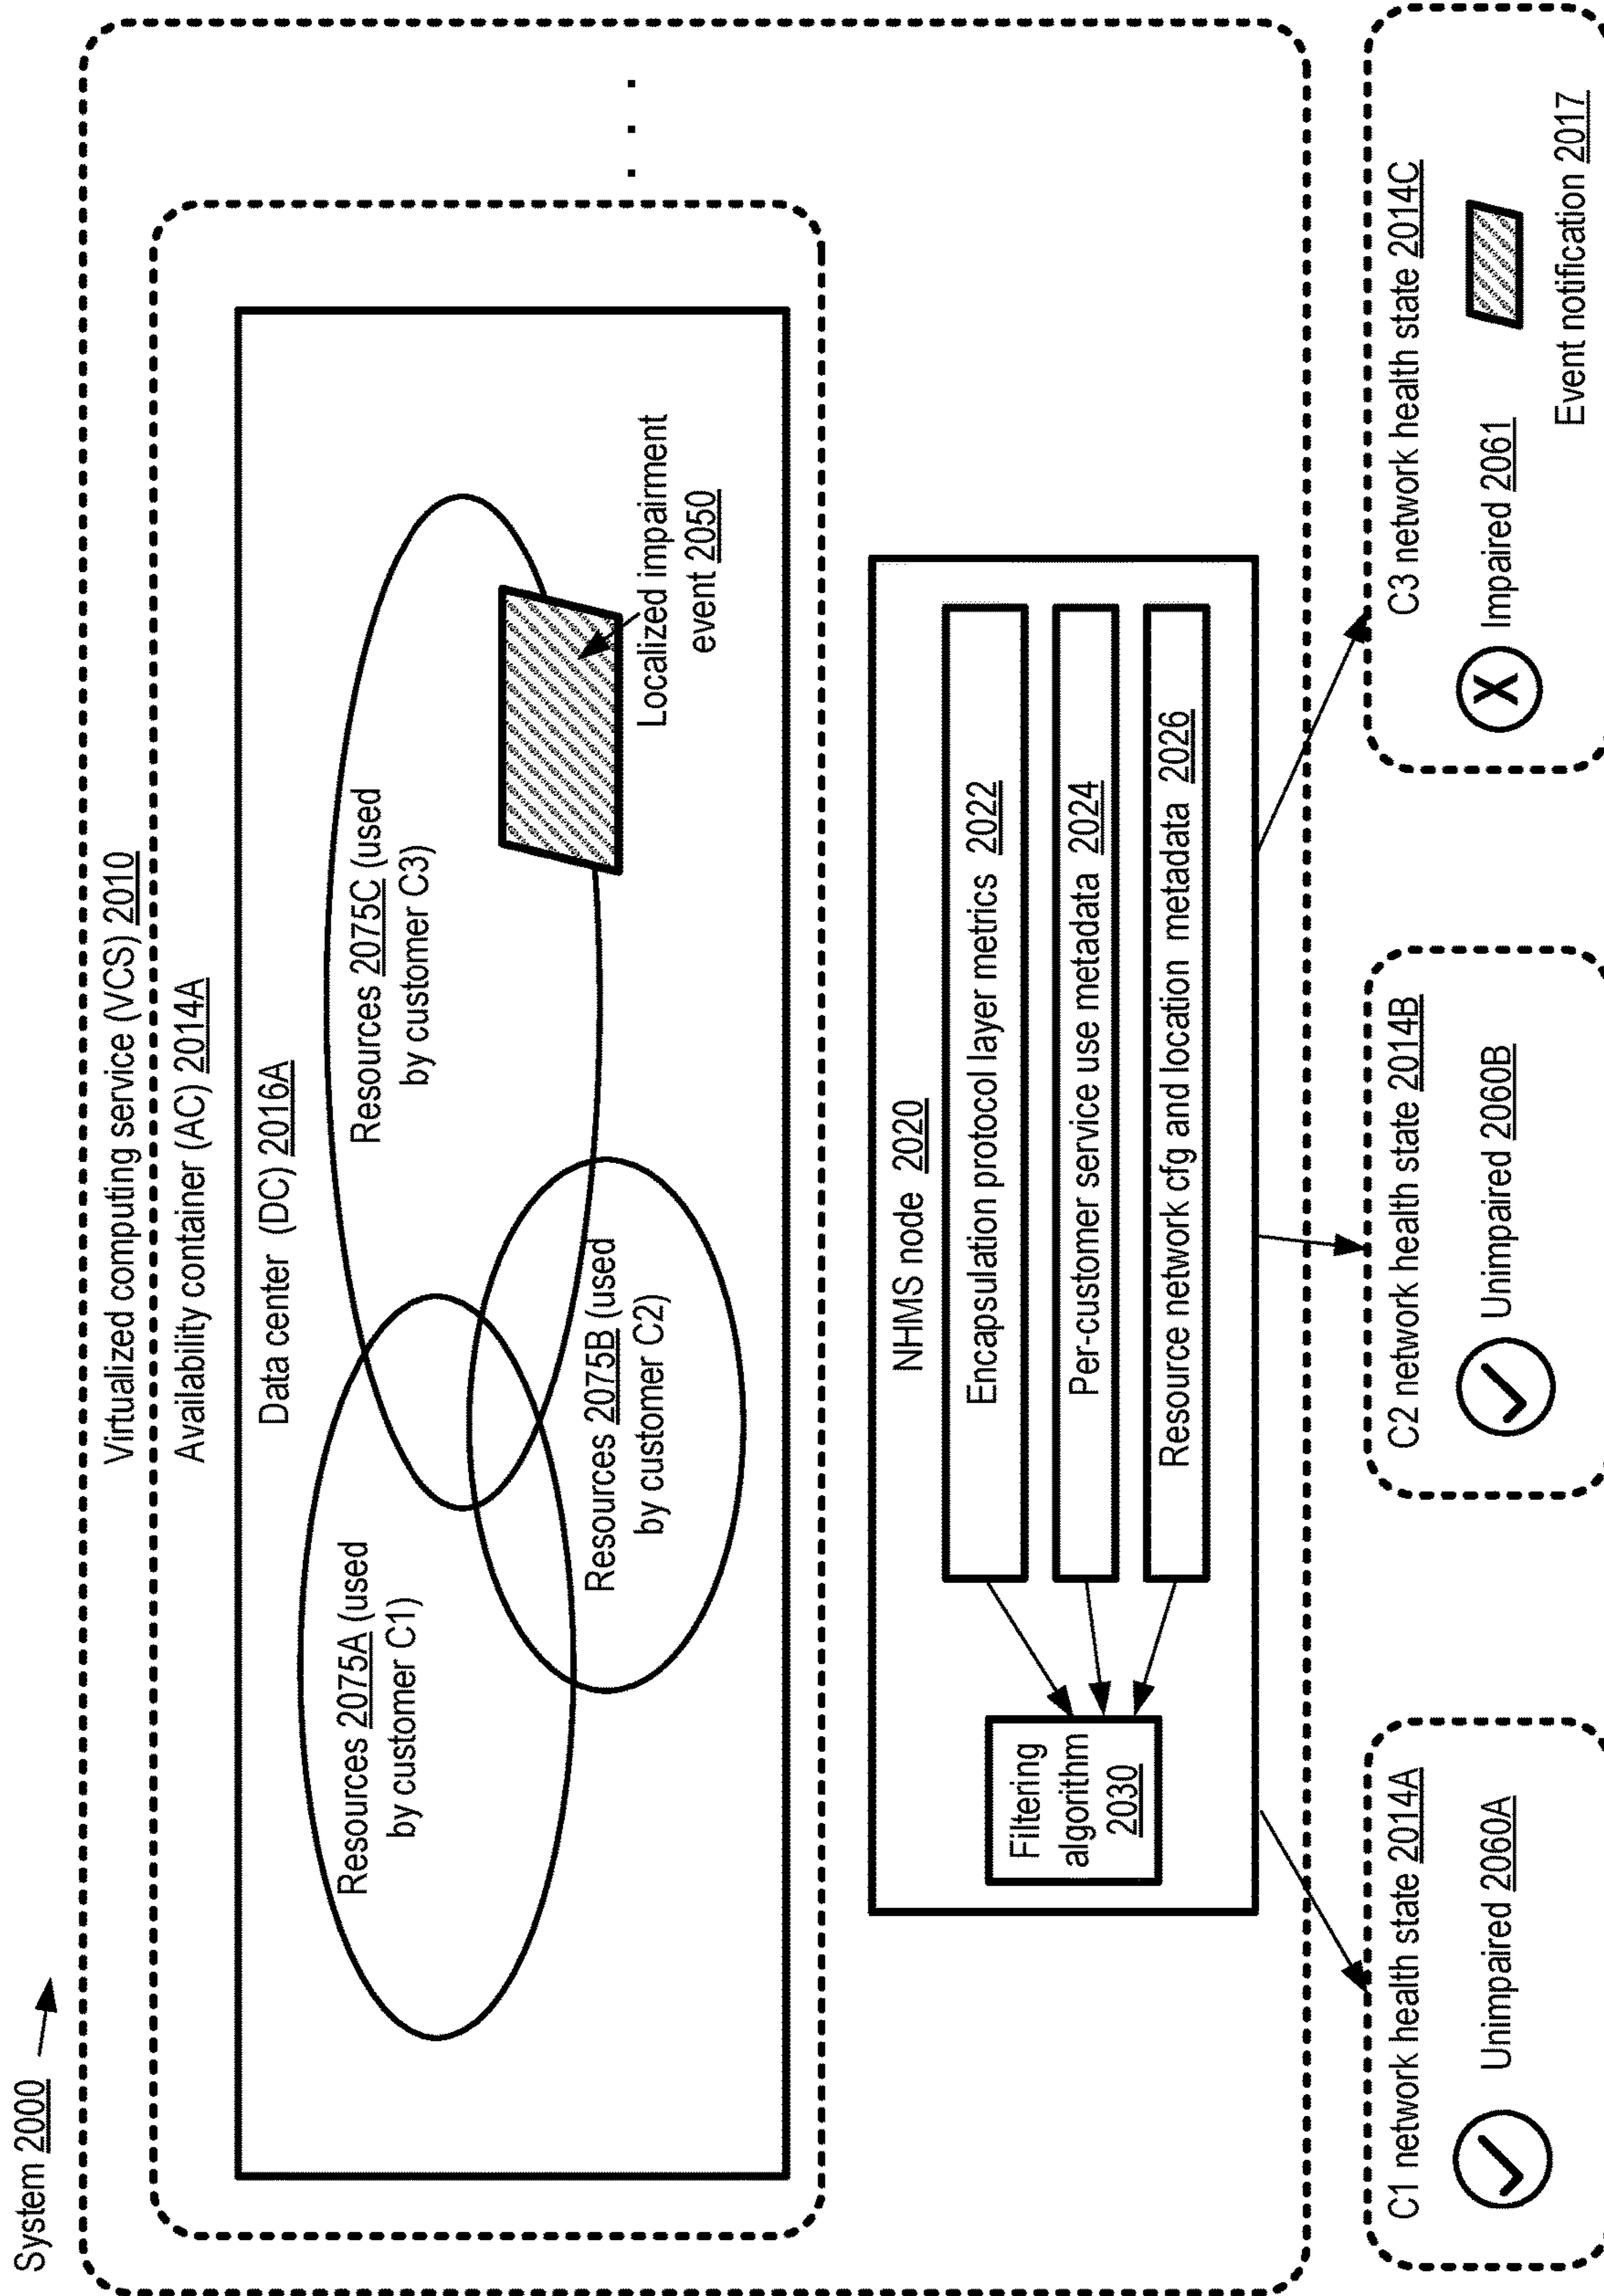 System 2000
Virtualized computing service (VCS) 2010
Availability container (AC) 2014A
Data center (DC) 2016A
Resources 2075A (used
by customer C1)
Resources 2075B (used
by customer C2)
Resources 2075C (used
by customer C3)
Localized impairment
event 2050
. . .
NHMS node 2020
Filtering
algorithm
2030
Encapsulation protocol layer metrics 2022
Per-customer service use metadata 2024
Resource network cfg and location metadata 2026
C1 network health state 2014A
Unimpaired 2060A
C2 network health state 2014B
Unimpaired 2060B
C3 network health state 2014C
X
Impaired 2061
Event notification 2017